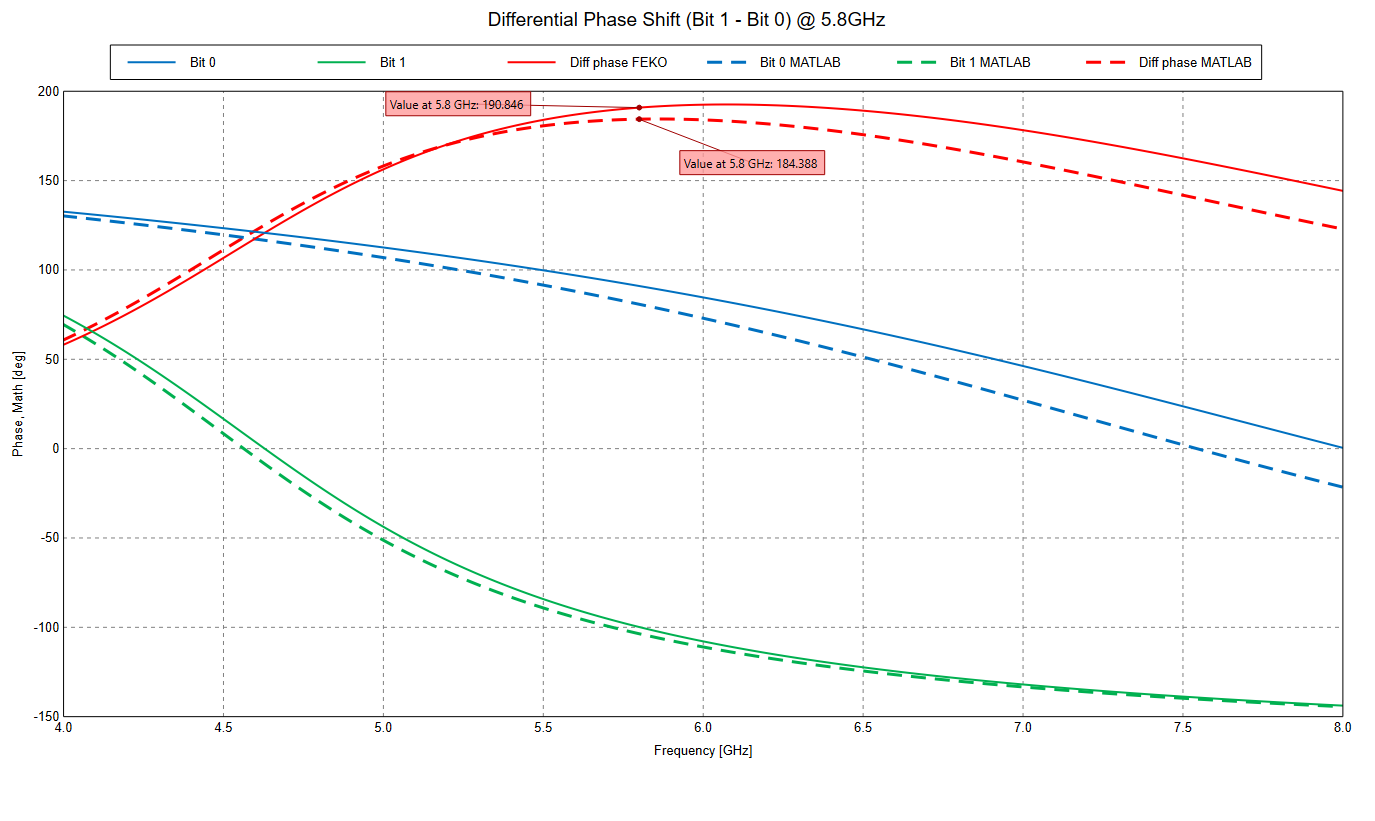 Differential Phase Shift (Bit 1 - Bit 0) @ 5.8GHz
Bit 0 Bit 1 Diff phase FEKO Bit 0 MATLAB Bit 1 MATLAB Diff phase MATLAB
200
Value at 5.8 GHz: 190.846
Value at 5.8 GHz: 184.388
150
100
50
0
-50
-100
-150
Phase, Math [deg]
4.0 4.5 5.0 5.5 6.0 6.5 7.0 7.5 8.0
Frequency [GHz]